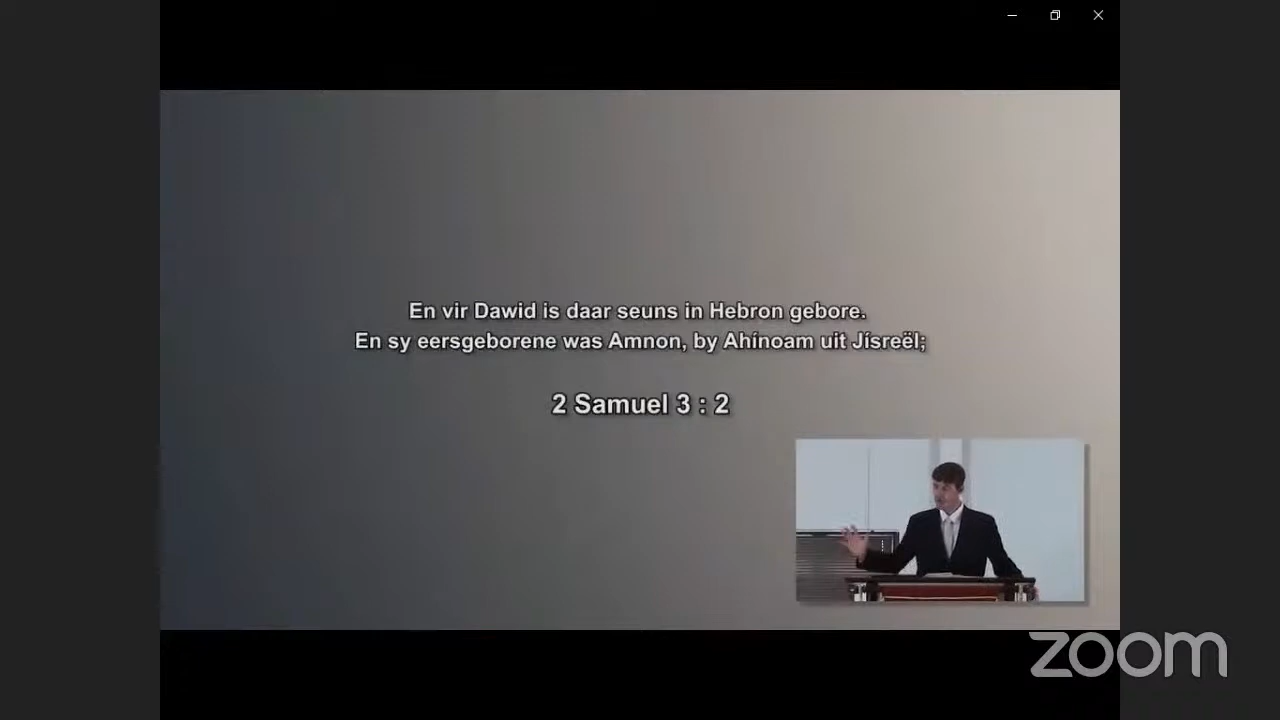 En vir Dawid is daar seuns in Hebron gebore.
En sy eersgeborene was Amnon, by Ahínoam uit Jísreël;
2 Samuel 3 : 2
zoom